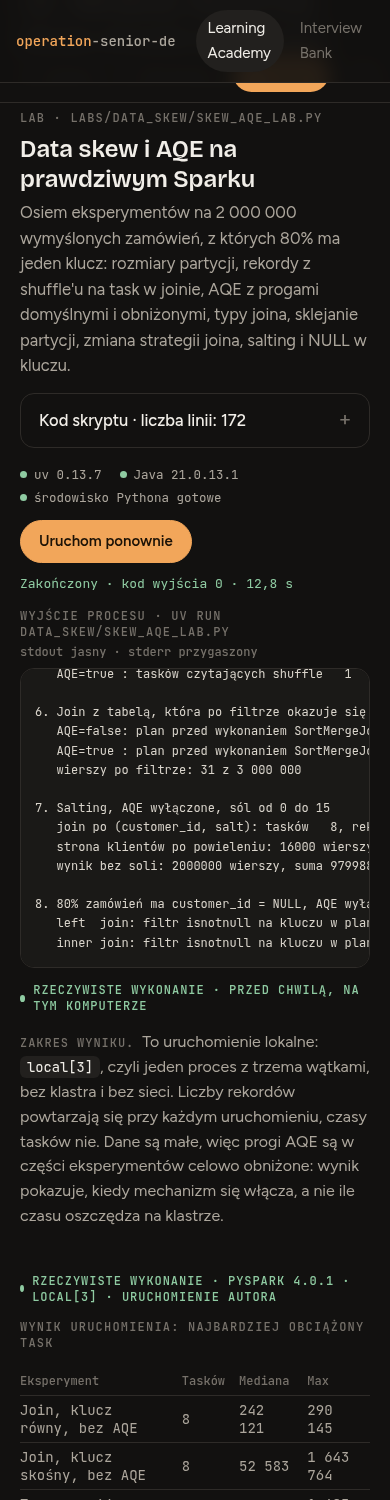 operation-senior-de
Learning
Academy
Interview
Bank
LAB · LABS/DATA_SKEW/SKEW_AQE_LAB.PY
Data skew i AQE na
prawdziwym Sparku
Osiem eksperymentów na 2 000 000
wymyślonych zamówień, z których 80% ma
jeden klucz: rozmiary partycji, rekordy z
shuffle'u na task w joinie, AQE z progami
domyślnymi i obniżonymi, typy joina, sklejanie
partycji, zmiana strategii joina, salting i NULL w
kluczu.
Kod skryptu · liczba linii: 172 +
uv 0.13.7 Java 21.0.13.1
środowisko Pythona gotowe
Uruchom ponownie
Zakończony · kod wyjścia 0 · 12,8 s
WYJŚCIE PROCESU · UV RUN
DATA_SKEW/SKEW_AQE_LAB.PY
stdout jasny · stderr przygaszony
AQE=true : tasków czytających shuffle 1
6. Join z tabelą, która po filtrze okazuje się
AQE=false: plan przed wykonaniem SortMergeJo
AQE=true : plan przed wykonaniem SortMergeJo
wierszy po filtrze: 31 z 3 000 000
7. Salting, AQE wyłączone, sól od 0 do 15
join po (customer_id, salt): tasków 8, rek
strona klientów po powieleniu: 16000 wierszy
wynik bez soli: 2000000 wierszy, suma 979988
8. 80% zamówień ma customer_id = NULL, AQE wyłą
left join: filtr isnotnull na kluczu w plan
inner join: filtr isnotnull na kluczu w plan
RZECZYWISTE WYKONANIE · PRZED CHWILĄ, NA
TYM KOMPUTERZE
ZAKRES WYNIKU. To uruchomienie lokalne:
local[3], czyli jeden proces z trzema wątkami,
bez klastra i bez sieci. Liczby rekordów
powtarzają się przy każdym uruchomieniu, czasy
tasków nie. Dane są małe, więc progi AQE są w
części eksperymentów celowo obniżone: wynik
pokazuje, kiedy mechanizm się włącza, a nie ile
czasu oszczędza na klastrze.
RZECZYWISTE WYKONANIE · PYSPARK 4.0.1 ·
LOCAL[3] · URUCHOMIENIE AUTORA
WYNIK URUCHOMIENIA: NAJBARDZIEJ OBCIĄŻONY
TASK
Eksperyment Tasków Mediana Max
Join, klucz
równy, bez AQE
8
242
121
290
145
Join, klucz
skośny, bez AQE
8
52 583
1 643
764